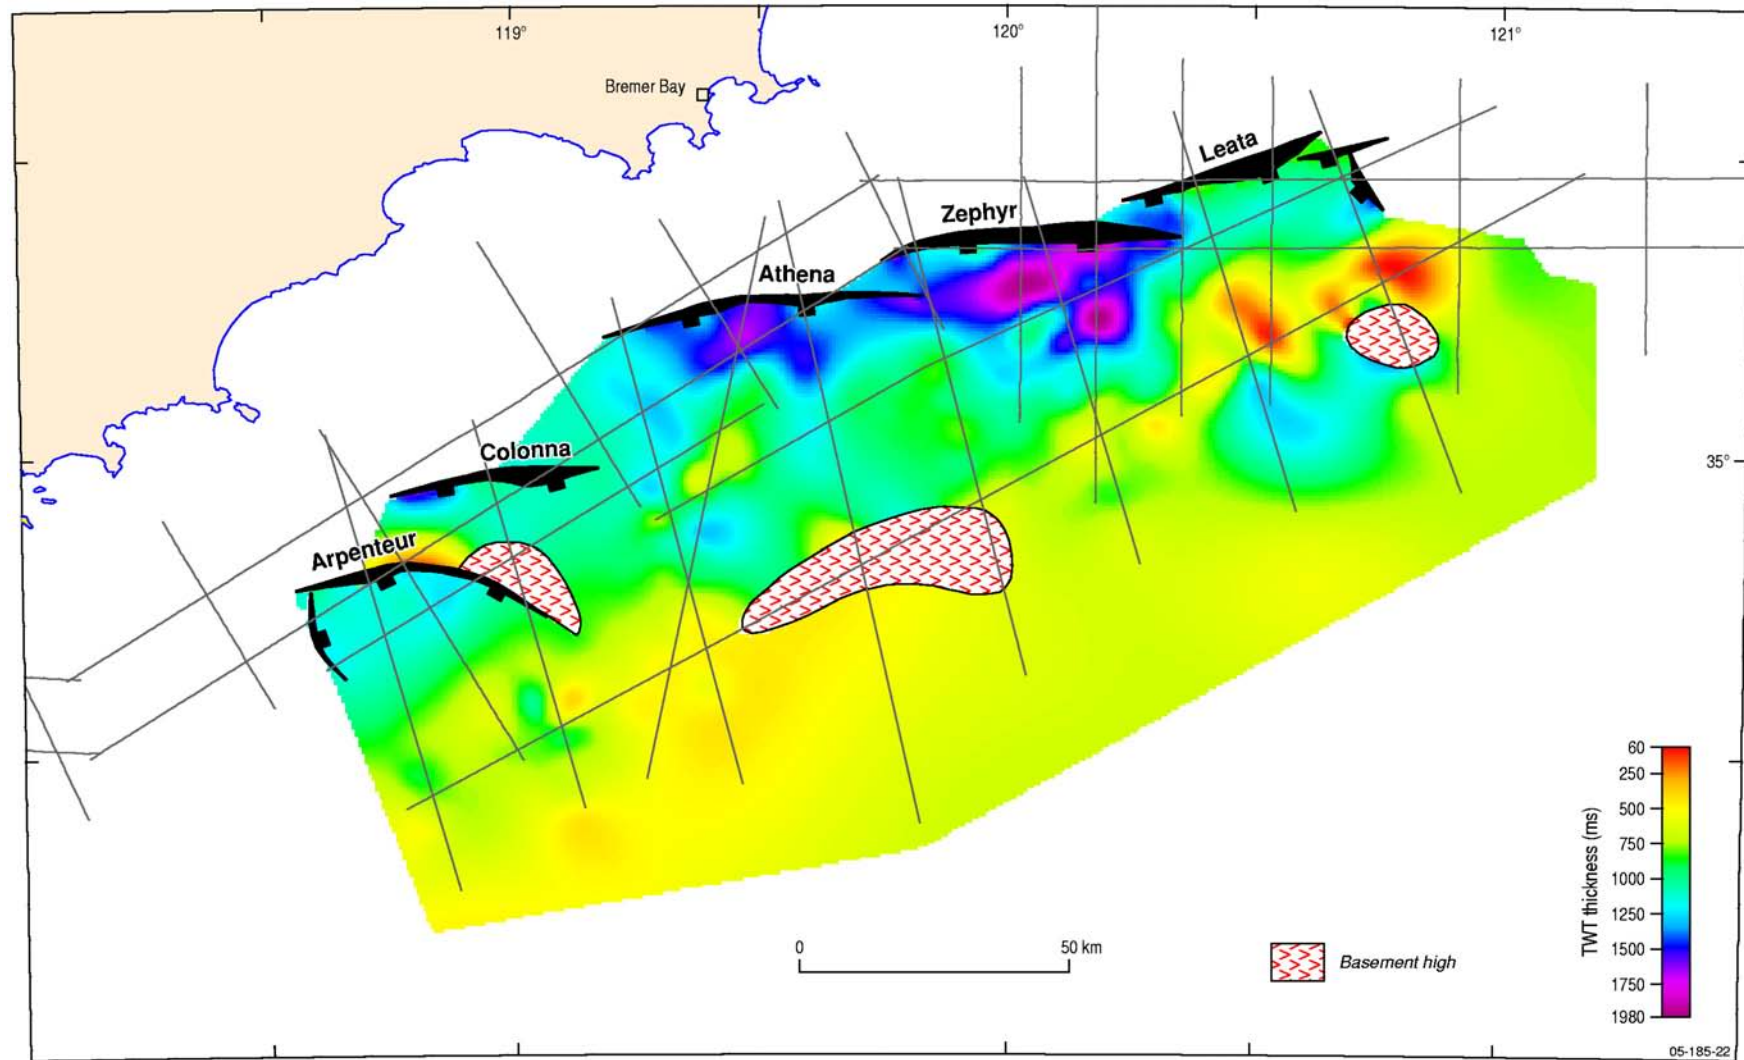 119°
120°
121°
Bremer Bay
Leata
Zephyr
Athena
Colonna
35°
Arpenteur
TWT thickness (ms)
60
250
500
750
1000
1250
1500
1750
1980
0
50 km
Basement high
05-185-22